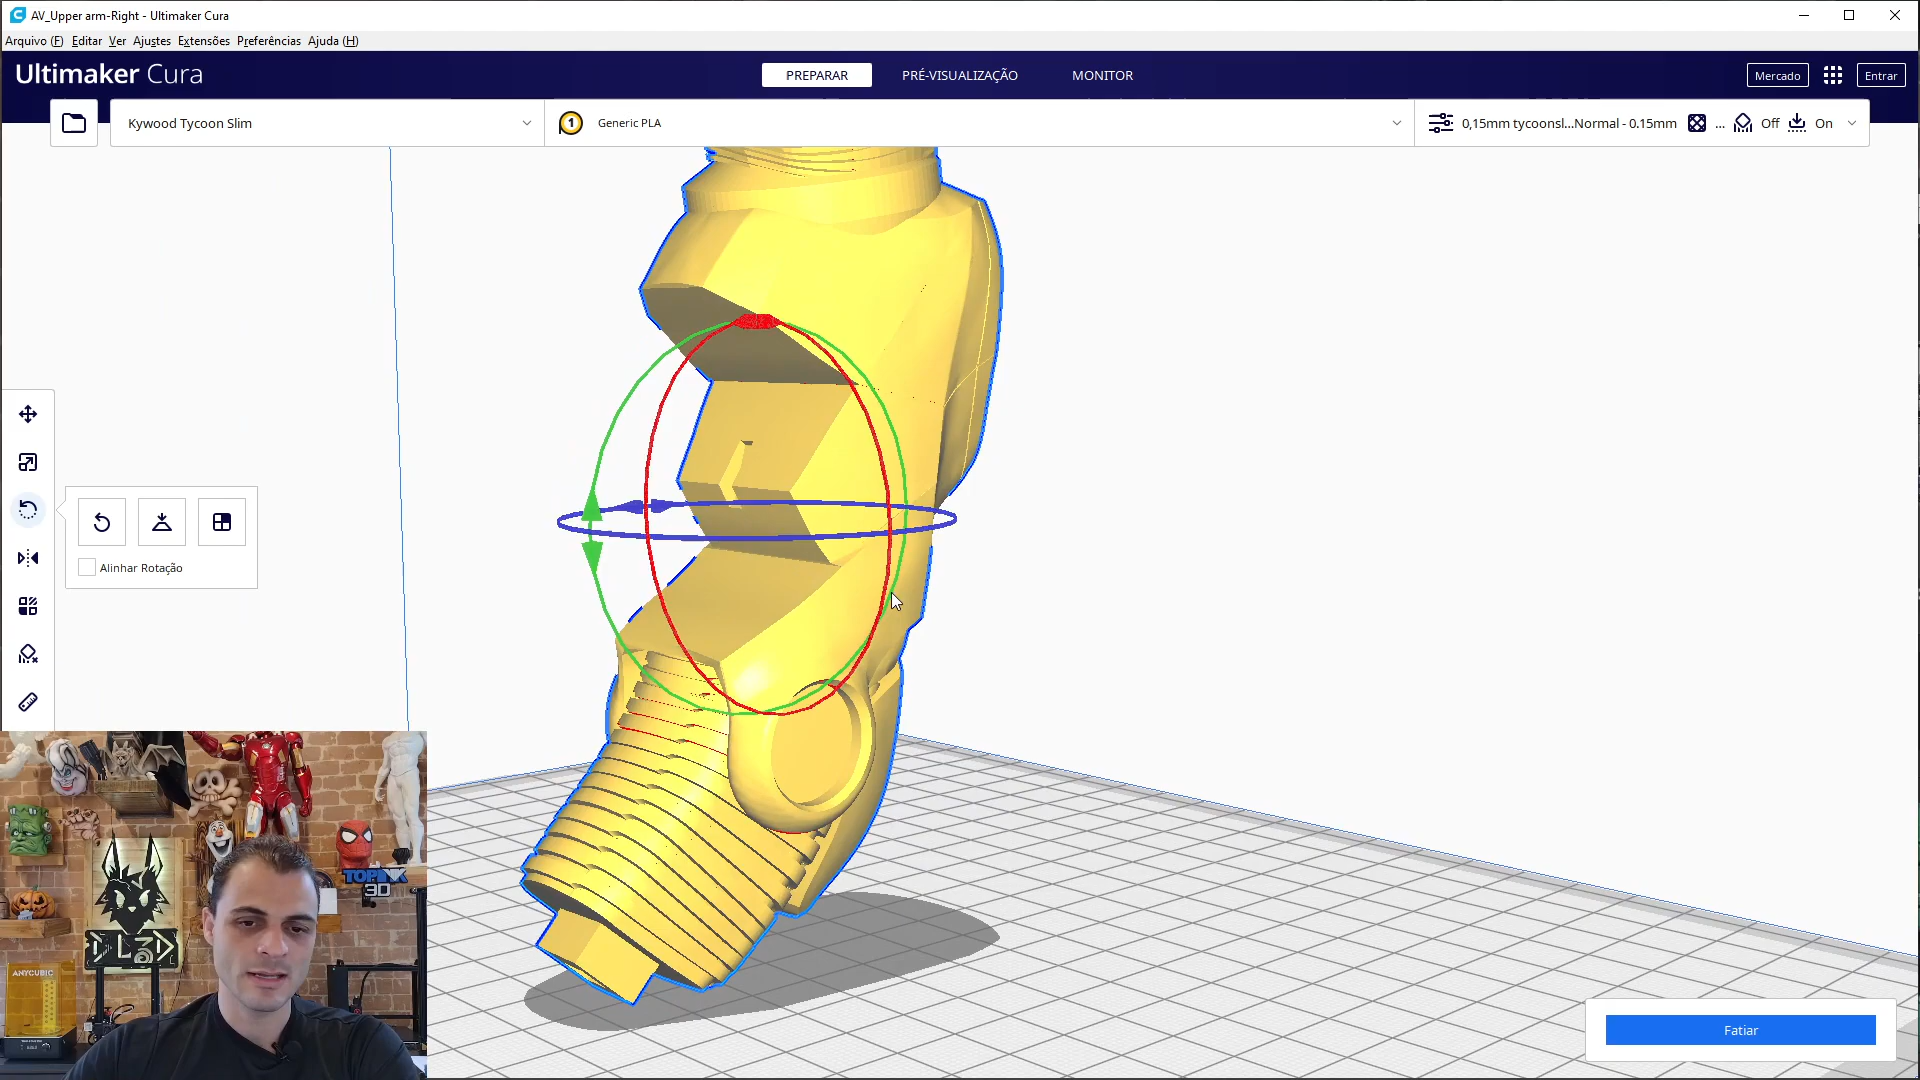 AV_Upper arm-Right - Ultimaker Cura
Arquivo (F) Editar Ver Ajustes Extensões Preferências Ajuda (H)
Ultimaker Cura
PREPARAR PRÉ-VISUALIZAÇÃO MONITOR
Mercado Entrar
Kywood Tycoon Slim
1 Generic PLA
0,15mm tycoonsl...Normal - 0.15mm ... Off On
Alinhar Rotação
TOPINK
3D
DL3D
ANYCUBIC
Fatiar